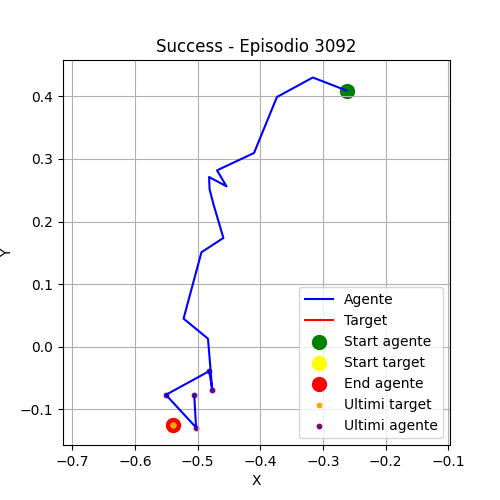 Success - Episodio 3092
Y
0.4
0.3
0.2
0.1
0.0
−0.1
Agente
Target
Start agente
Start target
End agente
Ultimi target
Ultimi agente
−0.7 −0.6 −0.5 −0.4 −0.3 −0.2 −0.1
X